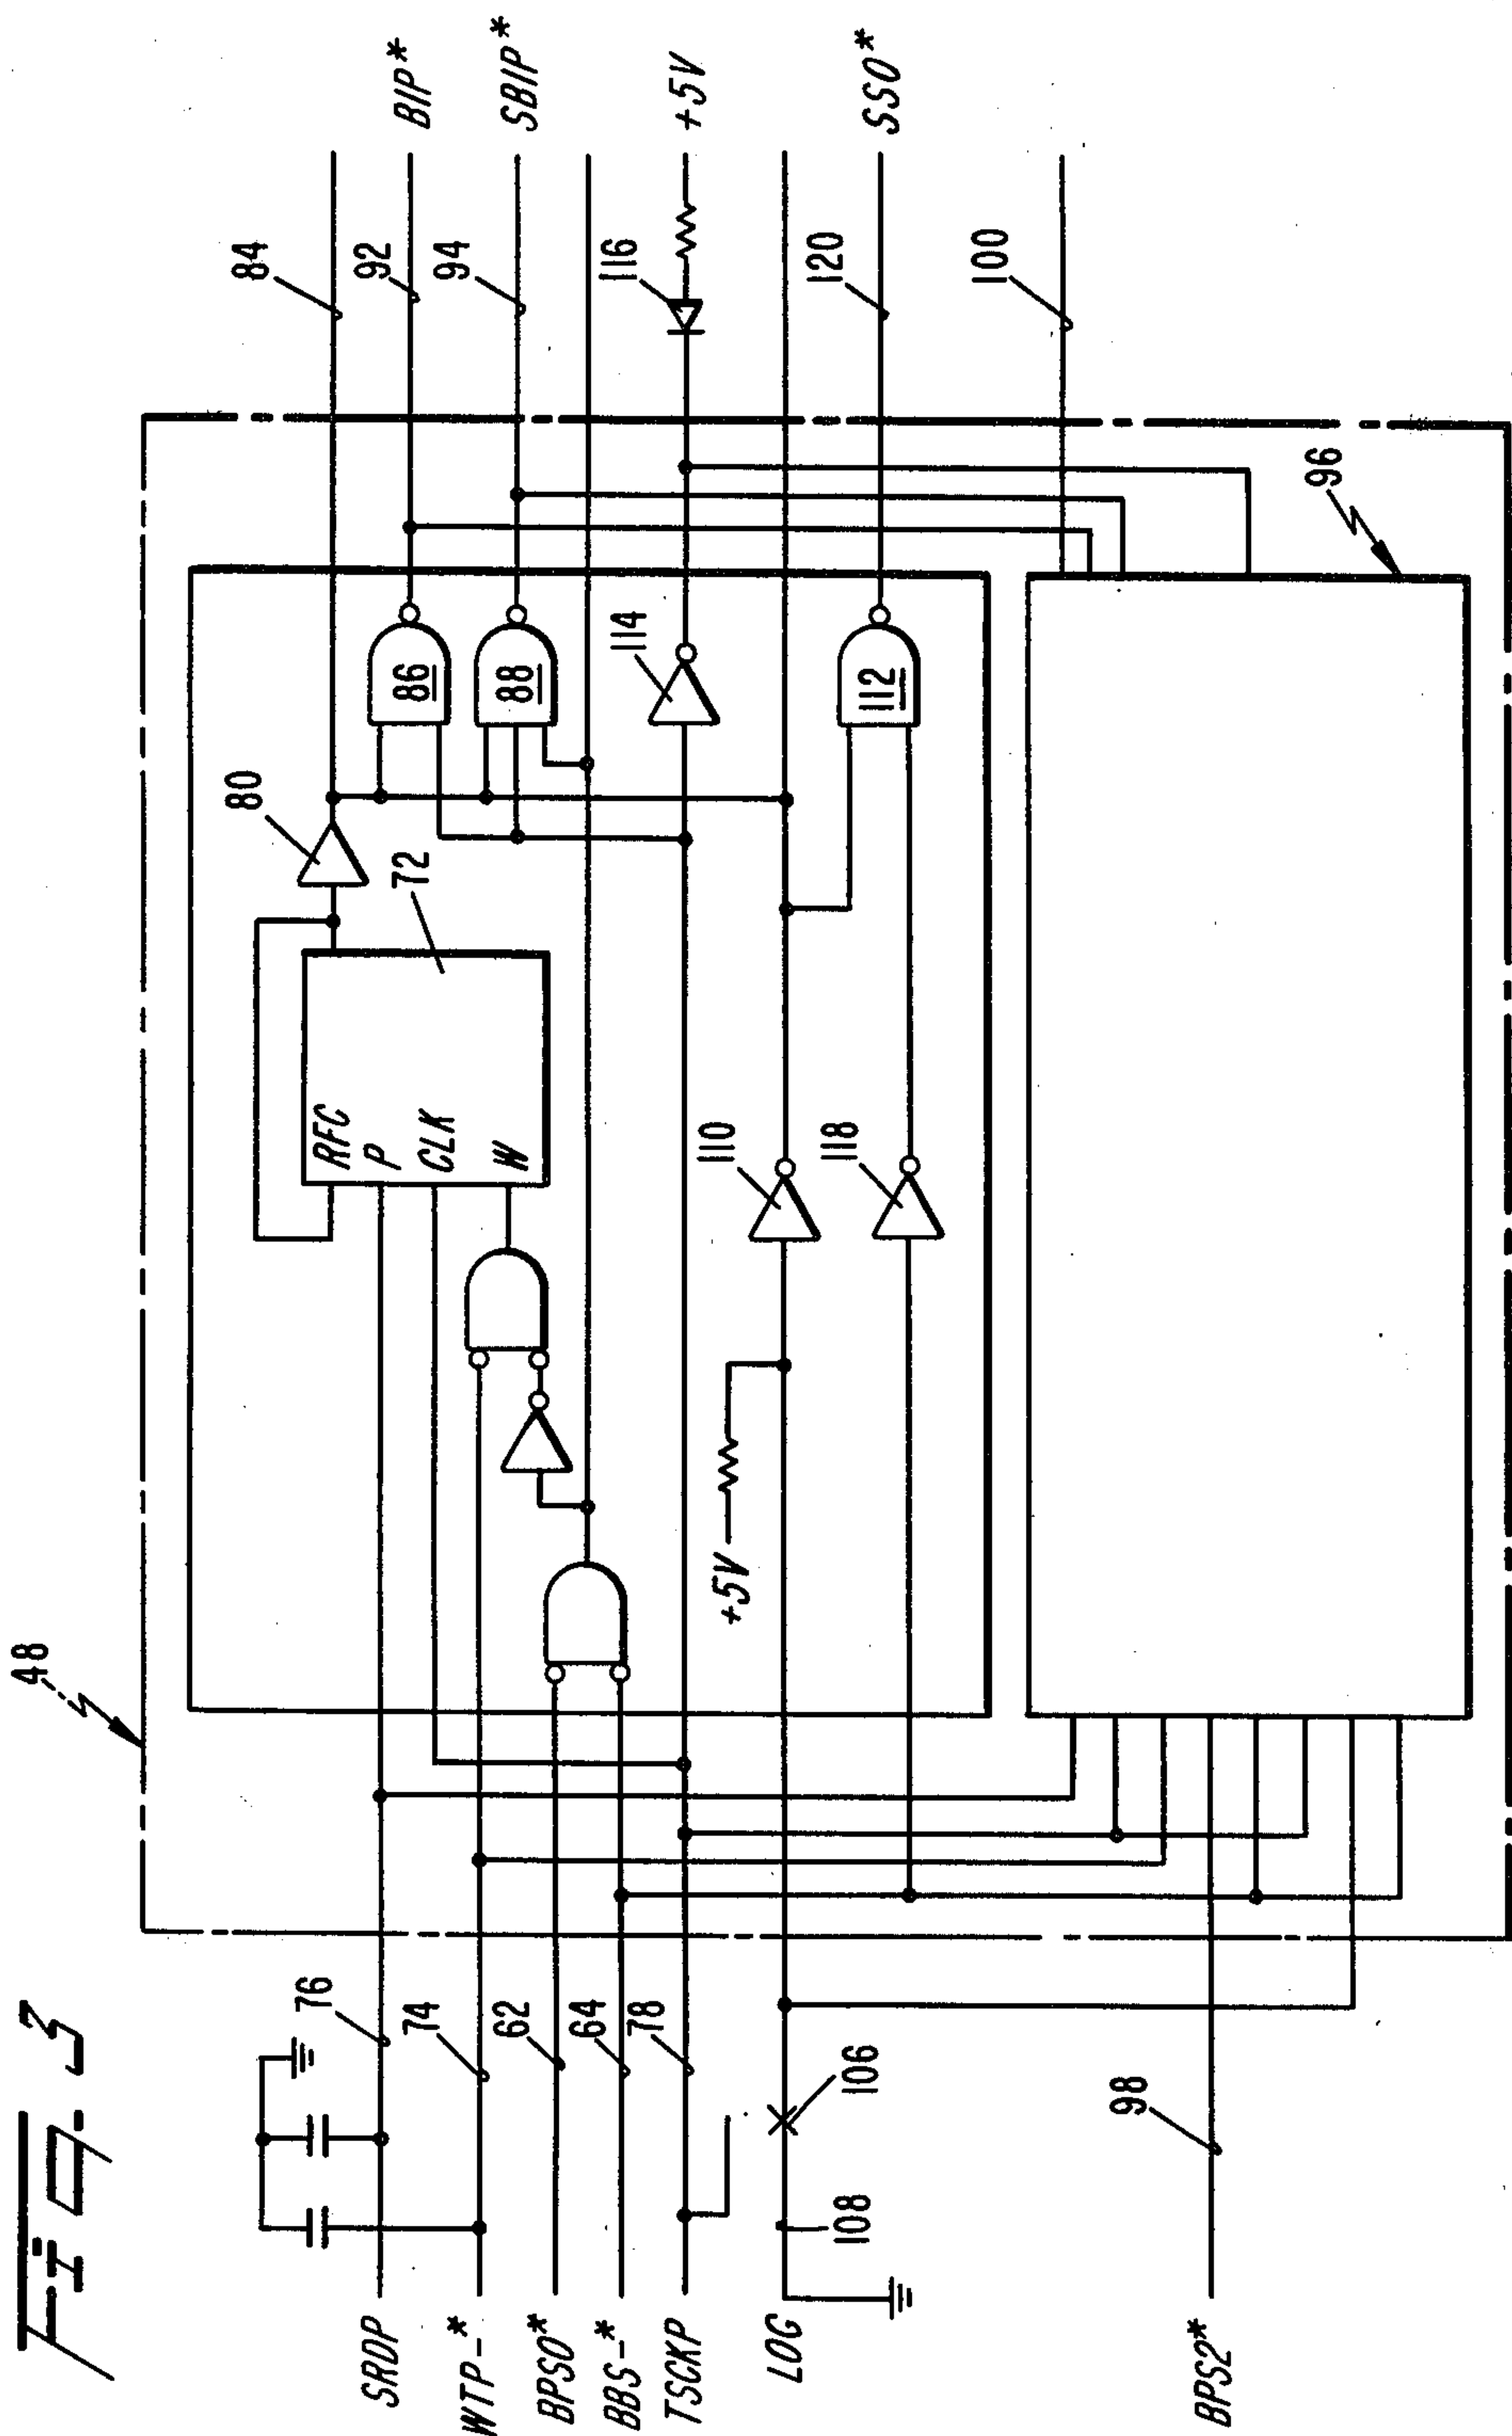 Fig. 3
48
SRDP
WTP-*
BPSO*
BBS-*
TSCKP
LOG
BPS2*
76
74
62
64
78
106
108
98
+5V
RFC
P
CLK
W
72
80
110
118
86
88
114
112
84
92
94
116
120
100
96
BIP*
SBIP*
+5V
SSO*